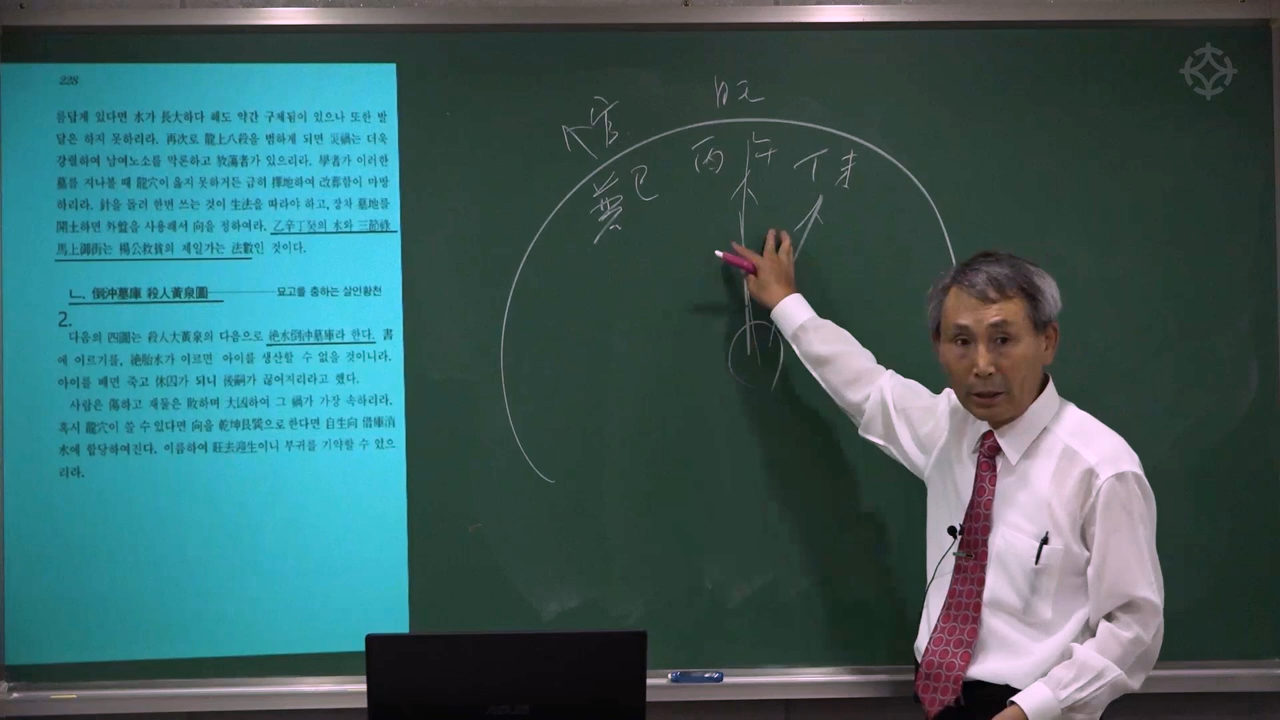 228
름답게 있다면 水가 長大하다 해도 약간 구제됨이 있으나 또한 발
달은 하지 못하리라. 再次로 龍上八殺을 범하게 되면 災禍는 더욱
강렬하여 남여노소를 막론하고 放蕩者가 있으리라. 學者가 이러한
墓를 지나볼 때 龍穴이 옳지 못하거든 급히 擇地하여 改葬함이 마땅
하리라. 針을 돌려 한번 쓰는 것이 生法을 따라야 하고, 장차 墓地를
開土하면 外盤을 사용해서 向을 정하여라. 乙辛丁癸의 水와 三節祿
馬上御街는 楊公救貧의 제일가는 法數인 것이다.
ㄴ. 倒沖墓庫 殺人黃泉圖 묘고를 충하는 살인황천
2.
다음의 四圖는 殺人大黃泉의 다음으로 絶水倒沖墓庫라 한다. 書
에 이르기를, 絶胎水가 이르면 아이를 생산할 수 없을 것이니라.
아이를 배면 죽고 休囚가 되니 後嗣가 끊어지리라고 했다.
사람은 傷하고 재물은 敗하며 大凶하여 그 禍가 가장 속하리라.
혹시 龍穴이 쓸 수 있다면 向을 乾坤艮巽으로 한다면 自生向 借庫消
水에 합당하여진다. 이름하여 旺去迎生이니 부귀를 기약할 수 있으
리라.
官 旺
巽巳 丙午 丁未